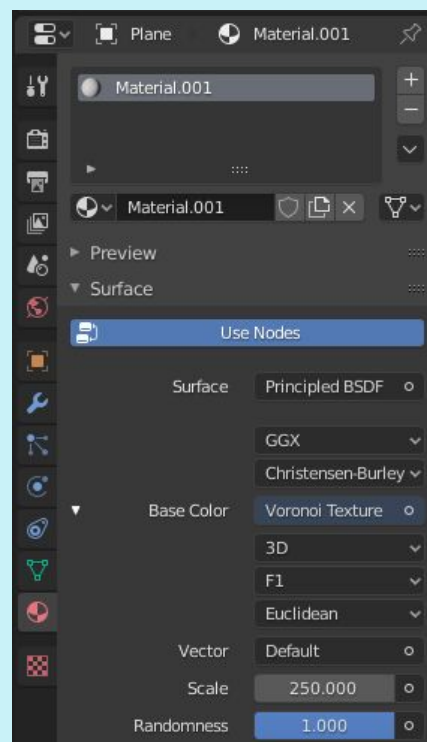 Plane Material.001
Material.001
Material.001
Preview
Surface
Use Nodes
Surface Principled BSDF
GGX
Christensen-Burley
Base Color Voronoi Texture
3D
F1
Euclidean
Vector Default
Scale 250.000
Randomness 1.000